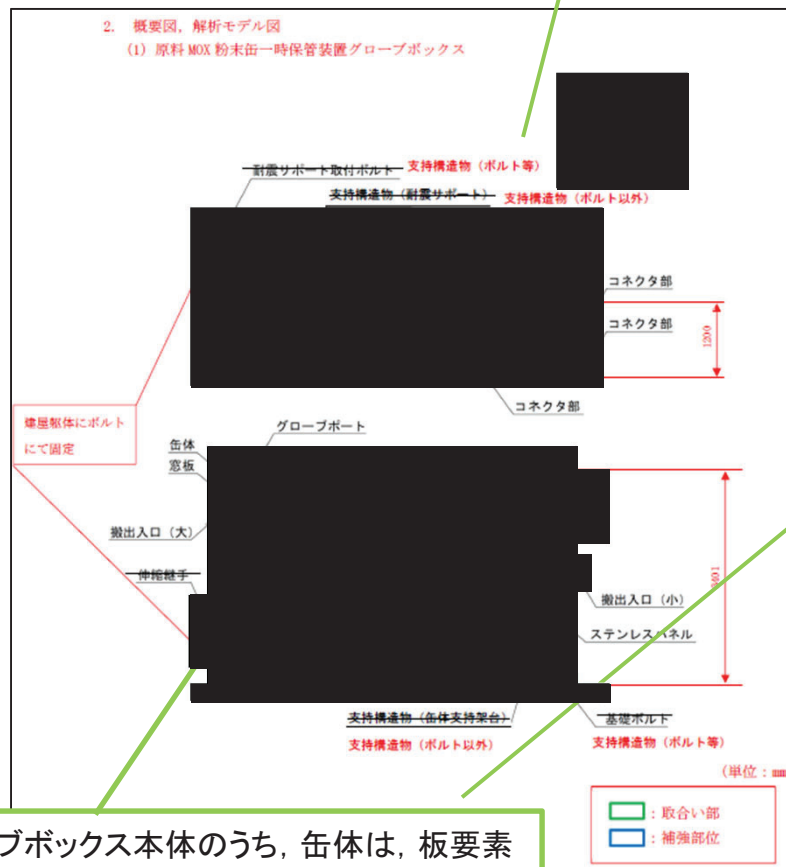 2. 概要図，解析モデル図
(1) 原料 MOX 粉末缶一時保管装置グローブボックス
耐震サポート取付ボルト 支持構造物（ボルト等）
支持構造物（耐震サポート） 支持構造物（ボルト以外）
コネクタ部
コネクタ部
1200
コネクタ部
建屋躯体にボルト
にて固定
グローブポート
缶体
窓板
搬出入口（大）
伸縮継手
搬出入口（小）
ステンレスパネル
支持構造物（缶体支持架台）
支持構造物（ボルト以外）
基礎ボルト
支持構造物（ボルト等）
（単位：mm
：取合い部
：補強部位
ブボックス本体のうち，缶体は，板要素